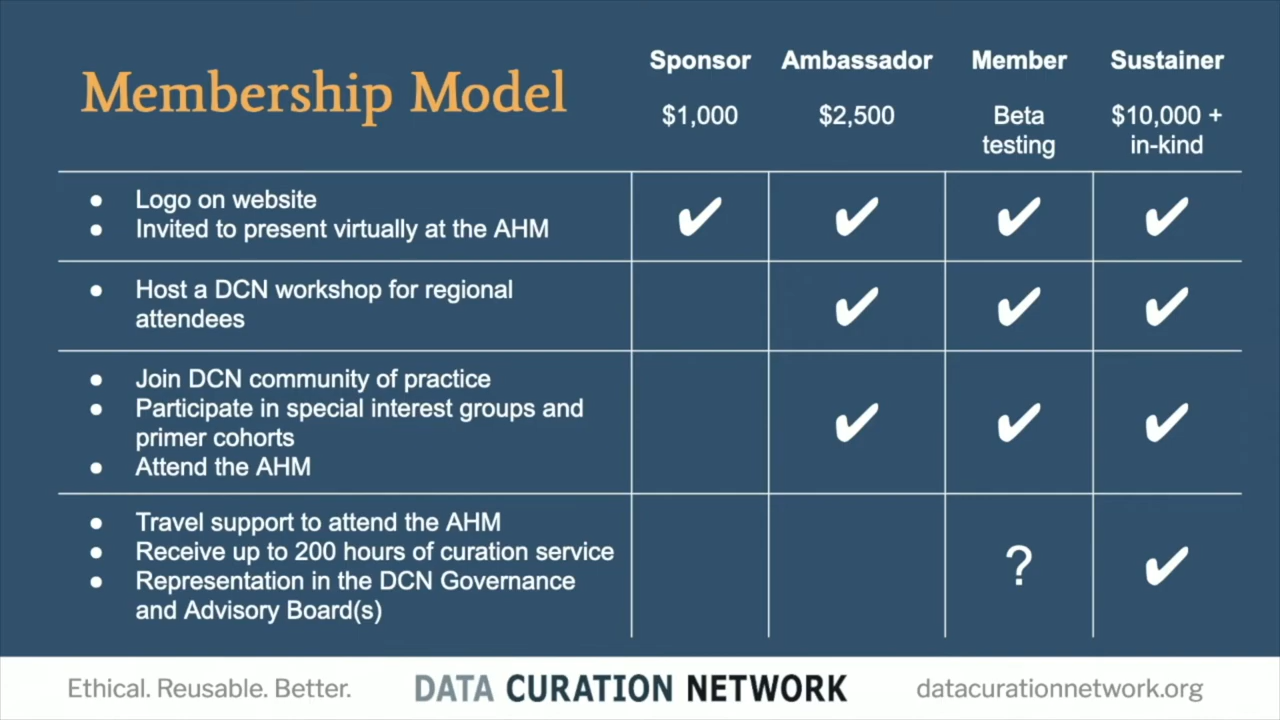 Membership Model
Sponsor Ambassador Member Sustainer
$1,000 $2,500 Beta testing $10,000 + in-kind
● Logo on website
● Invited to present virtually at the AHM
✔ ✔ ✔ ✔
● Host a DCN workshop for regional
attendees
✔ ✔ ✔
● Join DCN community of practice
● Participate in special interest groups and
primer cohorts
● Attend the AHM
✔ ✔ ✔
● Travel support to attend the AHM
● Receive up to 200 hours of curation service
● Representation in the DCN Governance
and Advisory Board(s)
? ✔
Ethical. Reusable. Better.
DATA CURATION NETWORK
datacurationnetwork.org